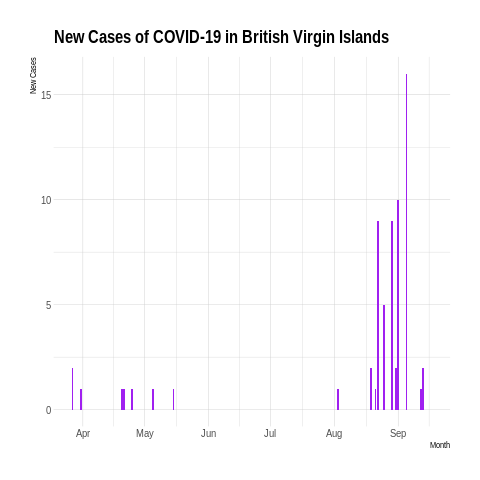 New Cases of COVID-19 in British Virgin Islands
New Cases
15
10
5
0
Apr May Jun Jul Aug Sep
Month